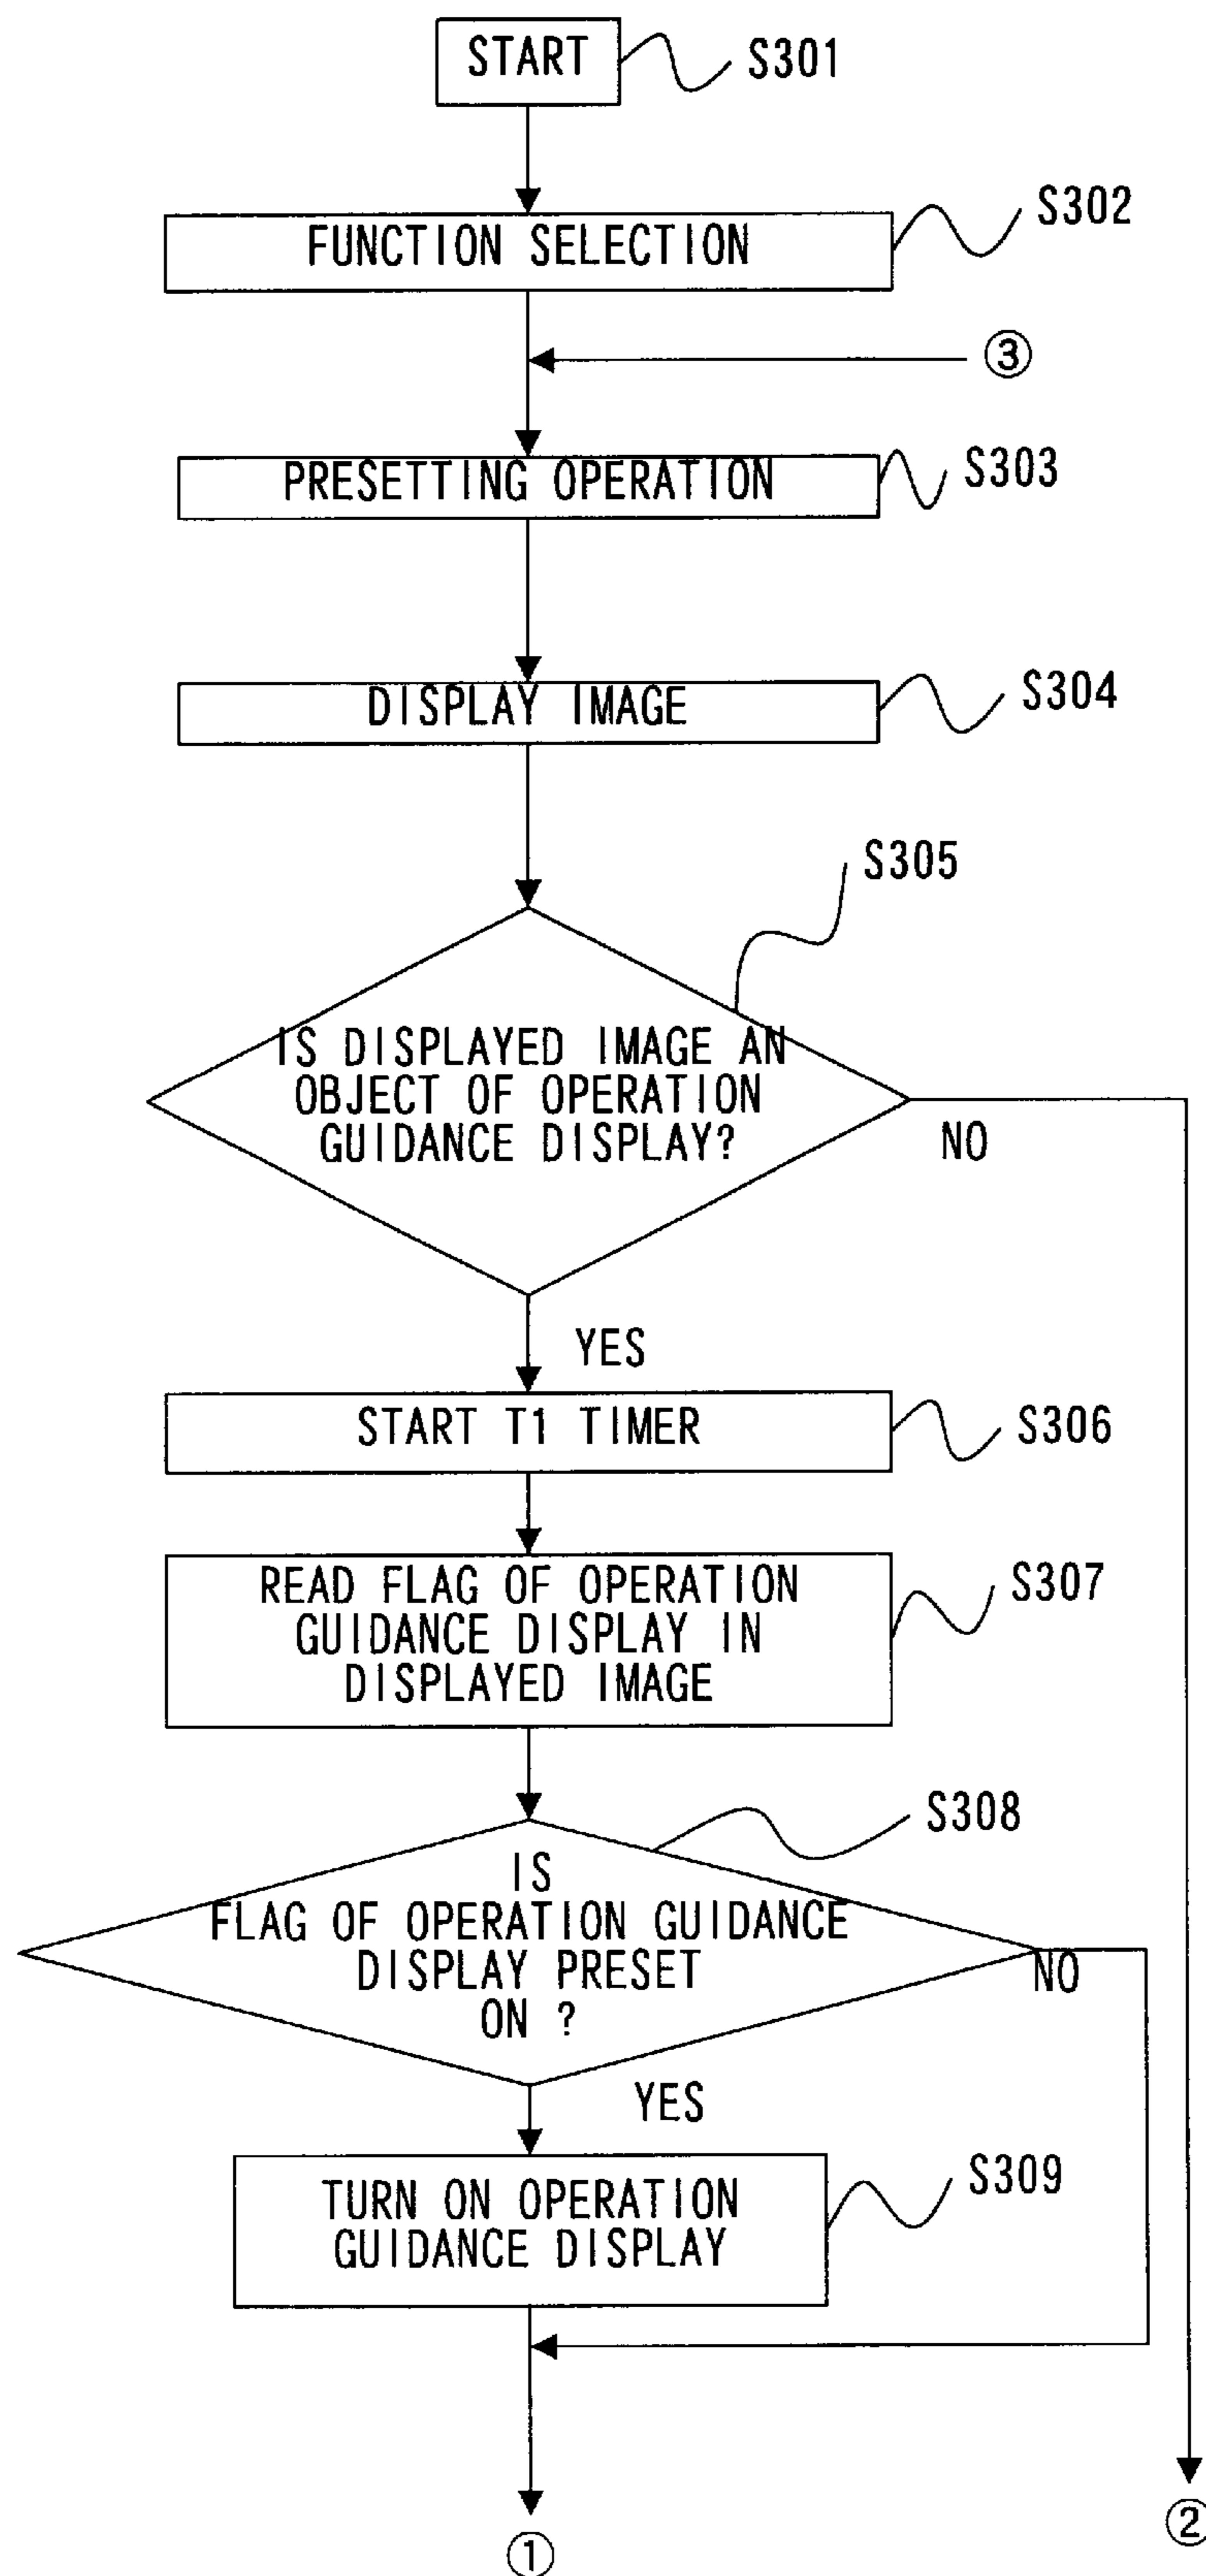 START
S301
FUNCTION SELECTION
S302
③
PRESETTING OPERATION
S303
DISPLAY IMAGE
S304
S305
IS DISPLAYED IMAGE AN
OBJECT OF OPERATION
GUIDANCE DISPLAY?
NO
YES
START T1 TIMER
S306
READ FLAG OF OPERATION
GUIDANCE DISPLAY IN
DISPLAYED IMAGE
S307
S308
IS
FLAG OF OPERATION GUIDANCE
DISPLAY PRESET
ON ?
NO
YES
TURN ON OPERATION
GUIDANCE DISPLAY
S309
①
②